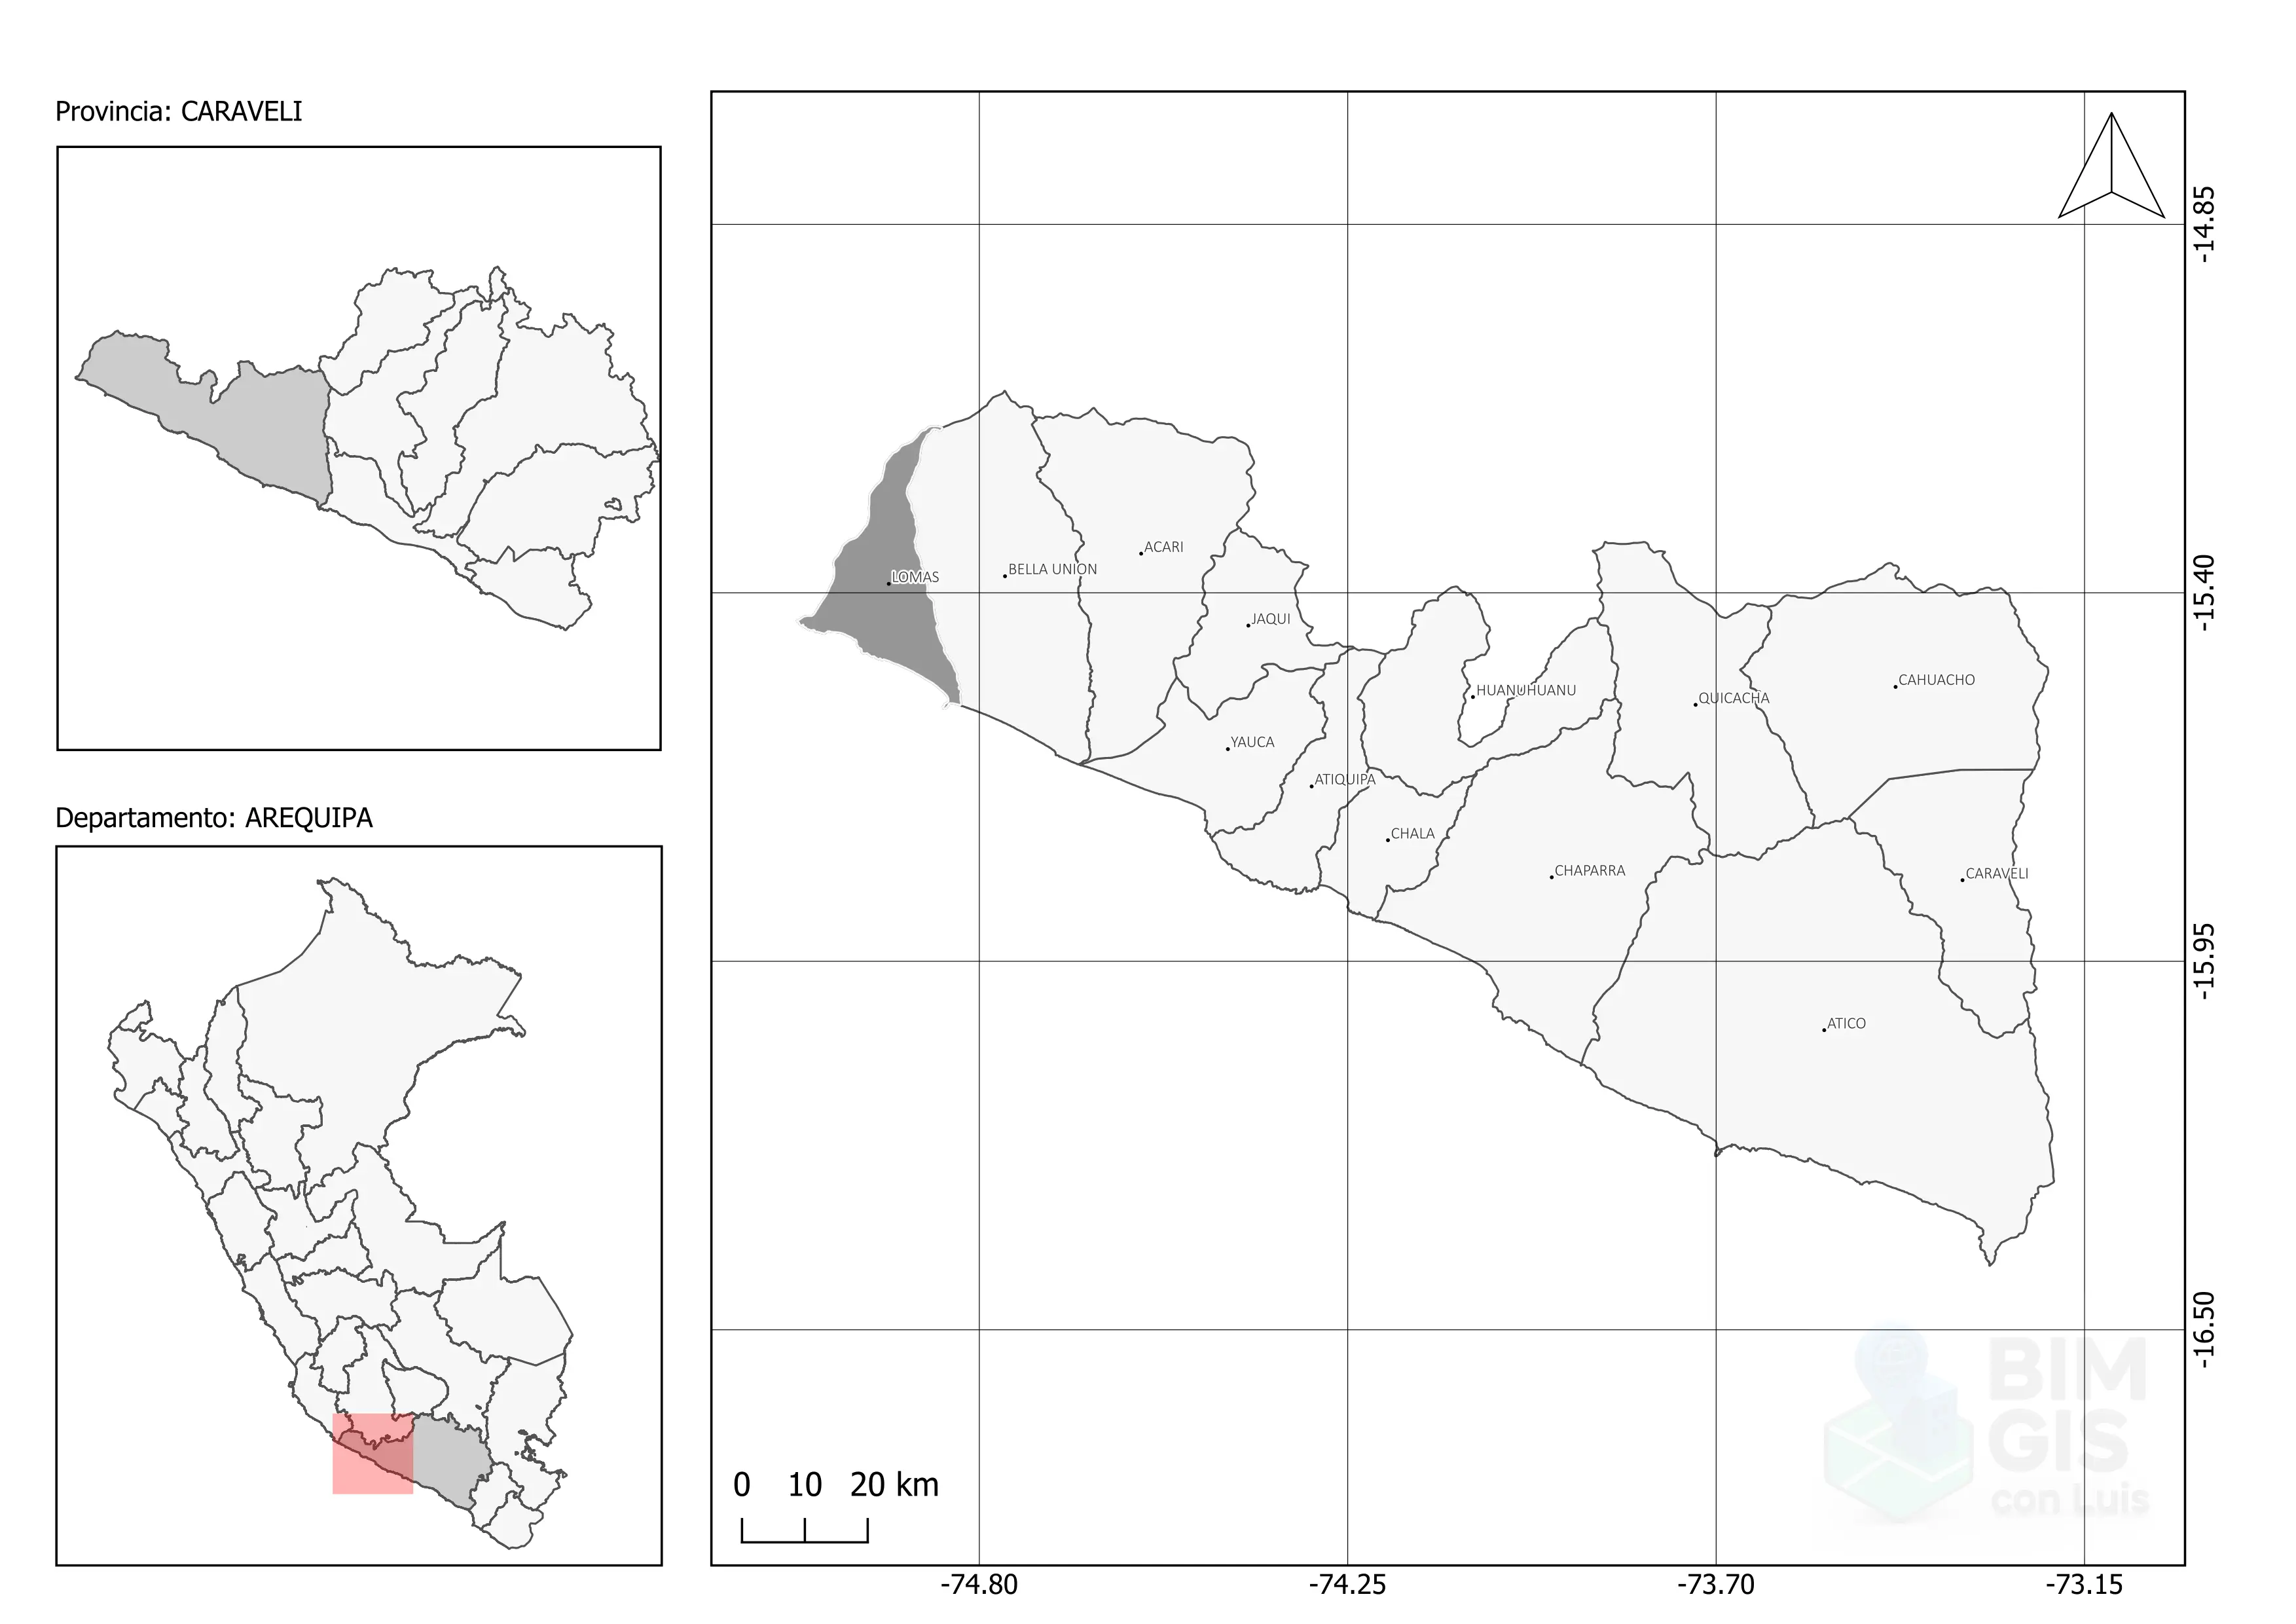 Provincia: CARAVELI
Departamento: AREQUIPA
LOMAS
BELLA UNION
ACARI
JAQUI
YAUCA
ATIQUIPA
CHALA
HUANUHUANU
CHAPARRA
QUICACHA
CAHUACHO
CARAVELI
ATICO
-14.85
-15.40
-15.95
-16.50
0 10 20 km
BIM
GIS
con Luis
-74.80 -74.25 -73.70 -73.15